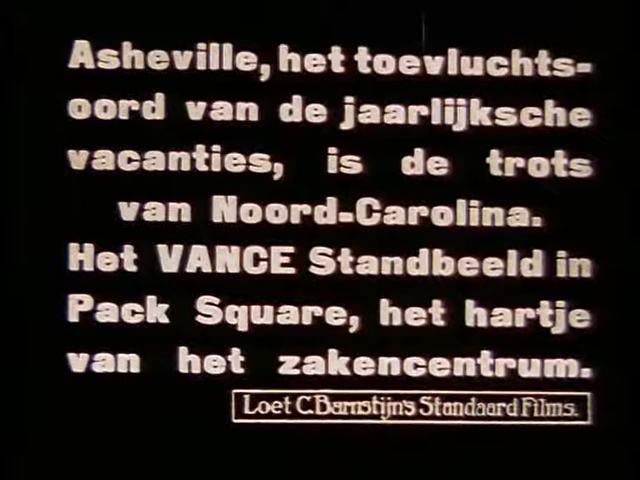 Asheville, het toevluchts-
oord van de jaarlijksche
vacanties, is de trots
van Noord-Carolina.
Het VANCE Standbeeld in
Pack Square, het hartje
van het zakencentrum.
Loet C. Barnstijn's Standaard Films.